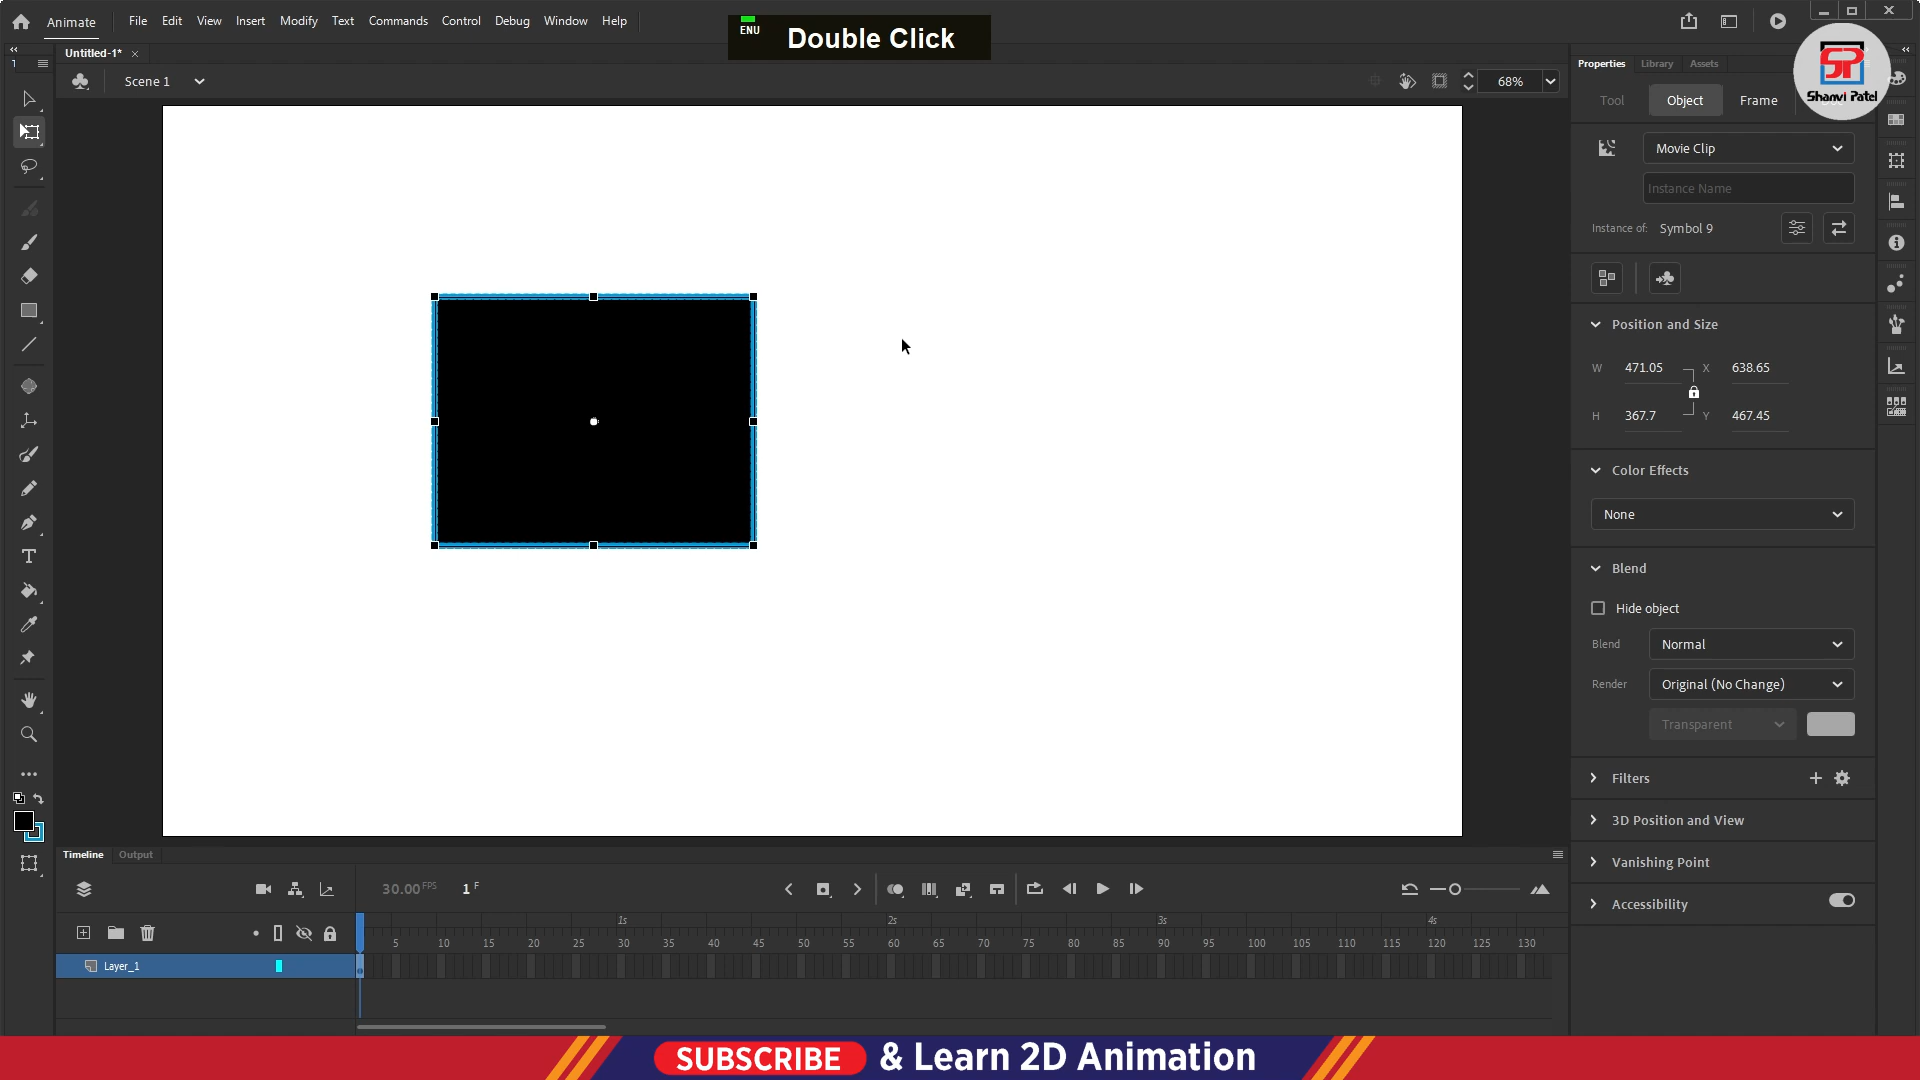 Animate File Edit View Insert Modify Text Commands Control Debug Window Help
ENU
Double Click
Untitled-1*
Scene 1
68%
Properties Library Assets
SP
Shanvi Patel
Tool Object Frame
Movie Clip
Instance Name
Instance of: Symbol 9
Position and Size
W 471.05 X 638.65
H 367.7 Y 467.45
Color Effects
None
Blend
Hide object
Blend Normal
Render Original (No Change)
Transparent
Filters
3D Position and View
Vanishing Point
Accessibility
Timeline Output
30.00 FPS 1 F
1s 2s 3s 4s
5 10 15 20 25 30 35 40 45 50 55 60 65 70 75 80 85 90 95 100 105 110 115 120 125 130
Layer_1
SUBSCRIBE & Learn 2D Animation